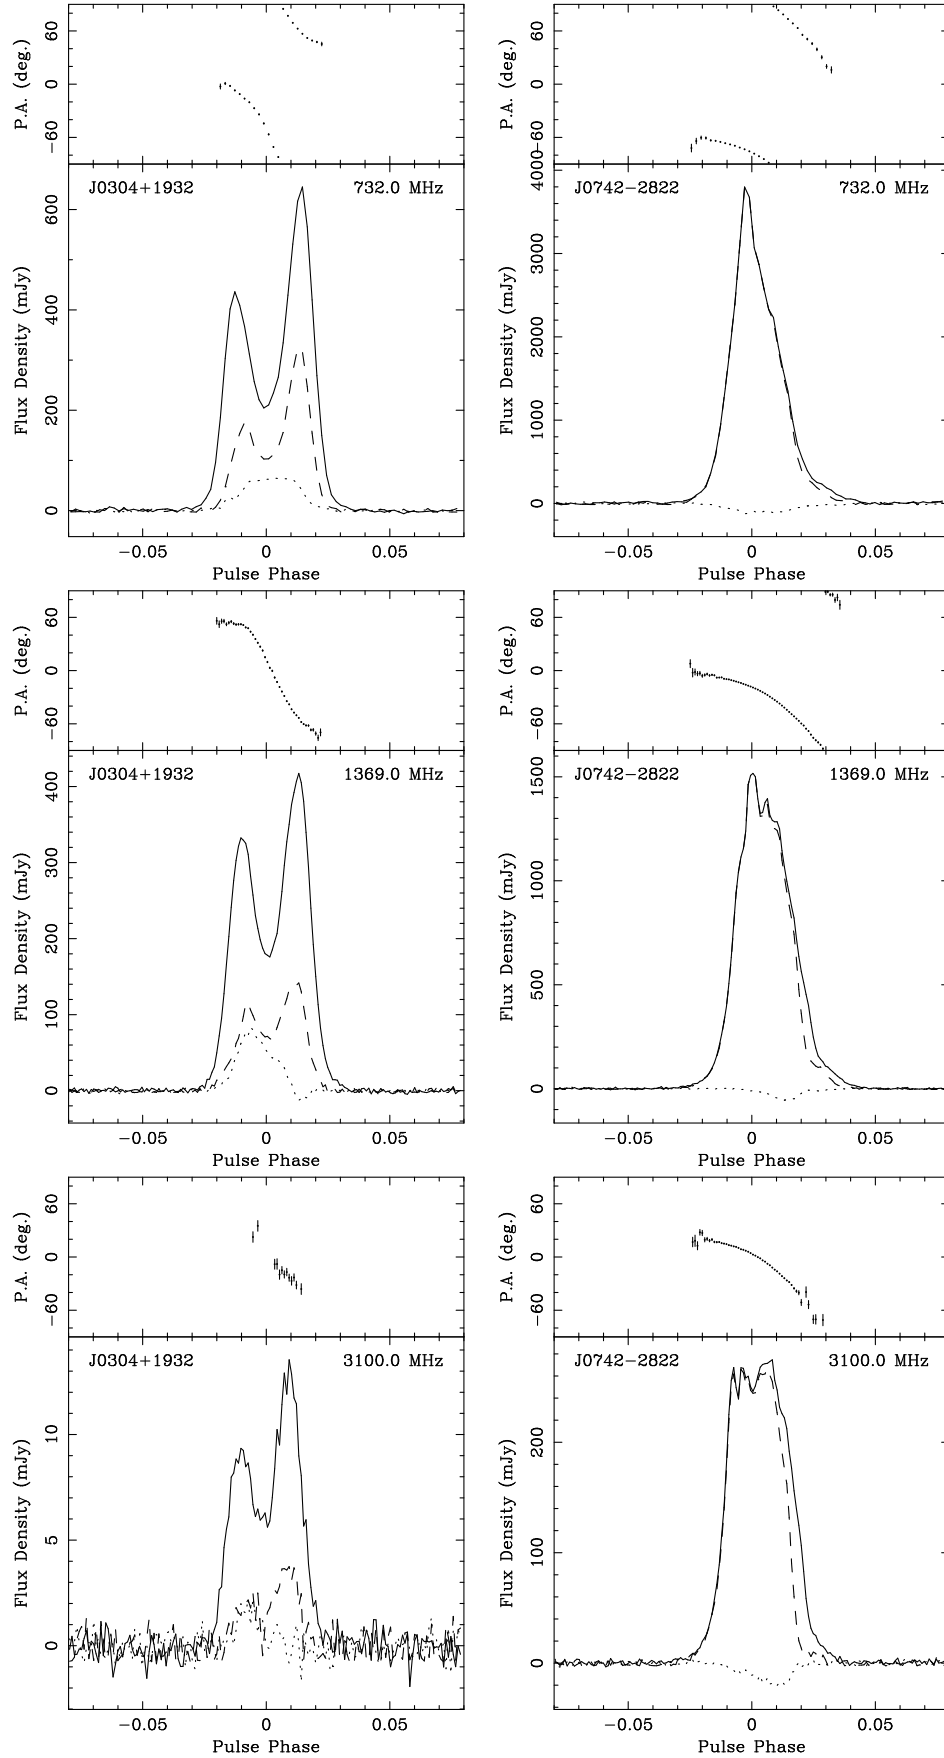 P.A. (deg.)
60
0
−60
J0304+1932
732.0 MHz
Flux Density (mJy)
600
400
200
0
−0.05
0
0.05
Pulse Phase
P.A. (deg.)
60
0
−60
J0742−2822
732.0 MHz
Flux Density (mJy)
4000
3000
2000
1000
0
−0.05
0
0.05
Pulse Phase
P.A. (deg.)
60
0
−60
J0304+1932
1369.0 MHz
Flux Density (mJy)
400
300
200
100
0
−0.05
0
0.05
Pulse Phase
P.A. (deg.)
60
0
−60
J0742−2822
1369.0 MHz
Flux Density (mJy)
1500
1000
500
0
−0.05
0
0.05
Pulse Phase
P.A. (deg.)
60
0
−60
J0304+1932
3100.0 MHz
Flux Density (mJy)
10
5
0
−0.05
0
0.05
Pulse Phase
P.A. (deg.)
60
0
−60
J0742−2822
3100.0 MHz
Flux Density (mJy)
200
100
0
−0.05
0
0.05
Pulse Phase